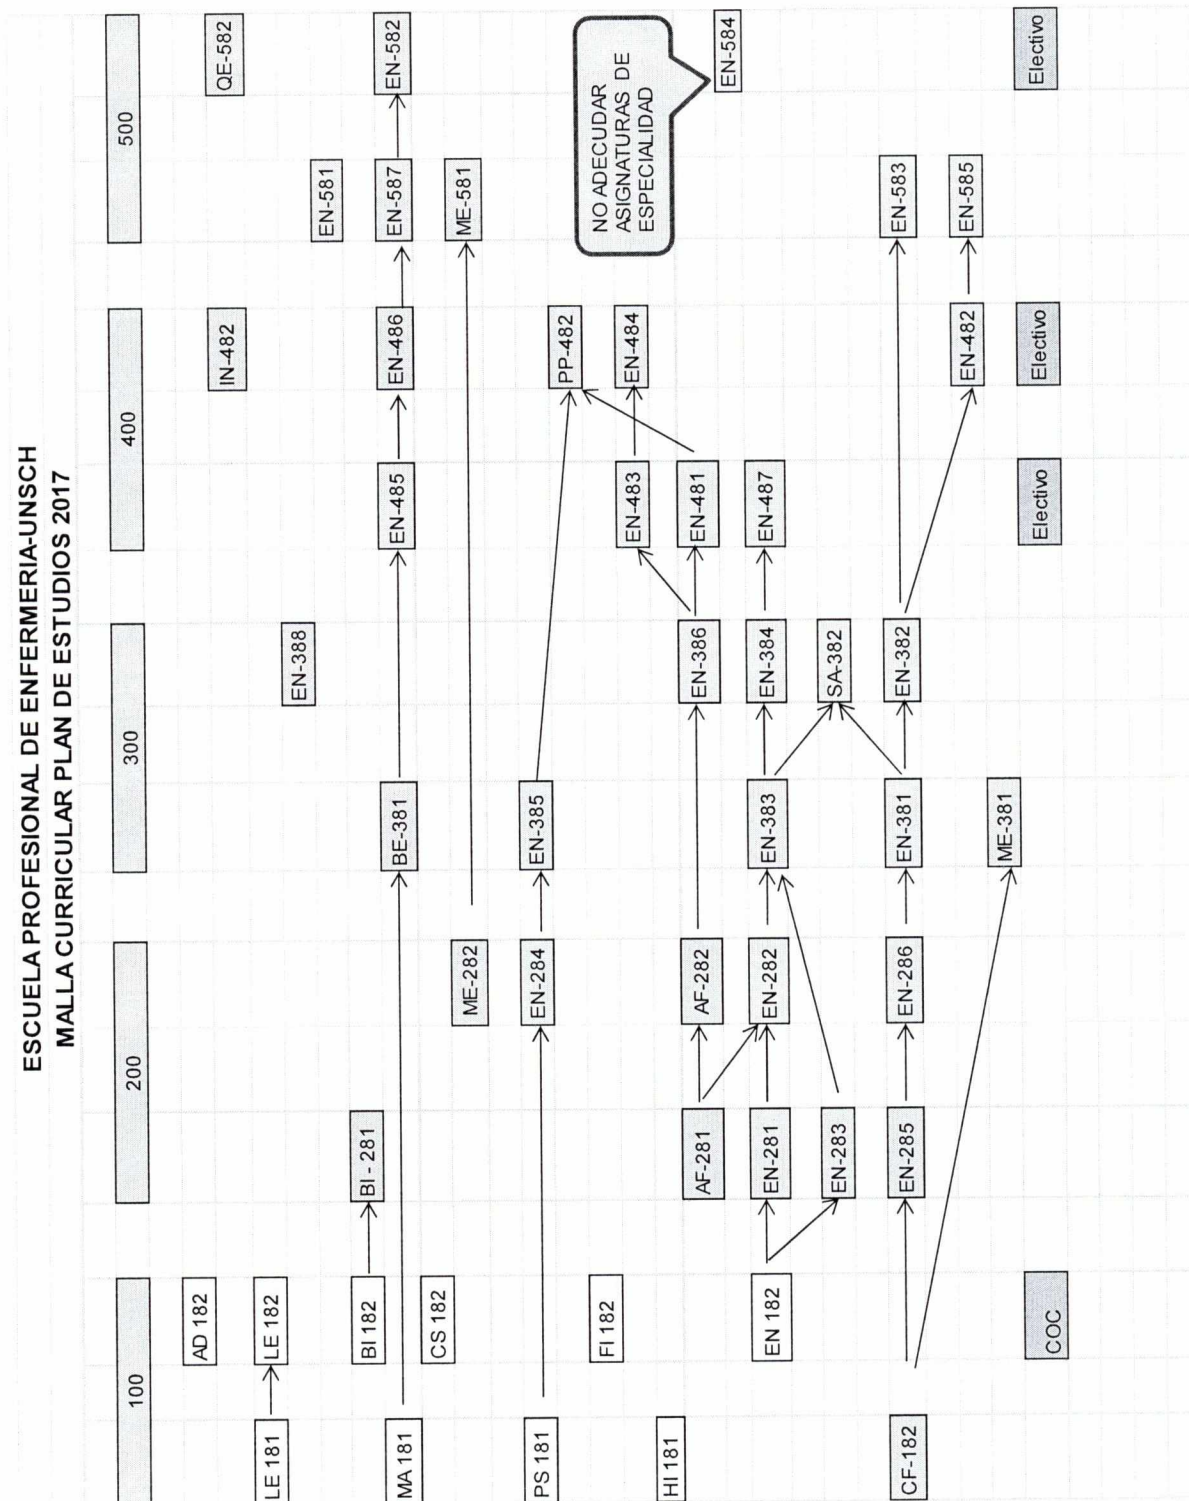 ESCUELA PROFESIONAL DE ENFERMERIA-UNSCH
MALLA CURRICULAR PLAN DE ESTUDIOS 2017
100
200
300
400
500
AD 182
IN-482
QE-582
LE 181
LE 182
EN-388
EN-581
BI 182
BI - 281
MA 181
BE-381
EN-485
EN-486
EN-587
EN-582
CS 182
ME-282
ME-581
PS 181
EN-284
EN-385
PP-482
FI 182
EN-483
EN-484
NO ADECUDAR
ASIGNATURAS DE
ESPECIALIDAD
HI 181
AF-281
AF-282
EN-386
EN-481
EN-584
EN 182
EN-281
EN-282
EN-383
EN-384
EN-487
EN-283
SA-382
CF-182
EN-285
EN-286
EN-381
EN-382
EN-583
ME-381
EN-482
EN-585
COC
Electivo
Electivo
Electivo